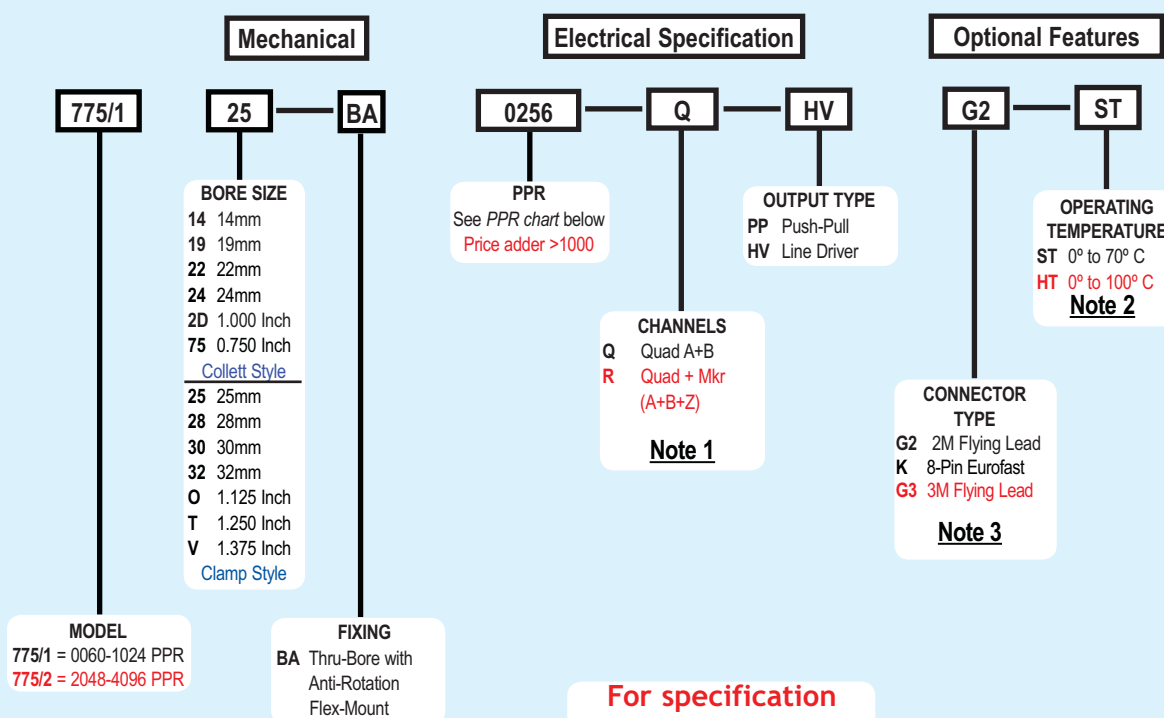 Mechanical
Electrical Specification
Optional Features
775/1
25
BA
0256
Q
HV
G2
ST
BORE SIZE
14 14mm
19 19mm
22 22mm
24 24mm
2D 1.000 Inch
75 0.750 Inch
Collett Style
25 25mm
28 28mm
30 30mm
32 32mm
O 1.125 Inch
T 1.250 Inch
V 1.375 Inch
Clamp Style
PPR
See PPR chart below
Price adder >1000
OUTPUT TYPE
PP Push-Pull
HV Line Driver
OPERATING
TEMPERATURE
ST 0º to 70º C
HT 0º to 100º C
Note 2
CHANNELS
Q Quad A+B
R Quad + Mkr
(A+B+Z)
Note 1
CONNECTOR
TYPE
G2 2M Flying Lead
K 8-Pin Eurofast
G3 3M Flying Lead
Note 3
MODEL
775/1 = 0060-1024 PPR
775/2 = 2048-4096 PPR
FIXING
BA Thru-Bore with
Anti-Rotation
Flex-Mount
For specification